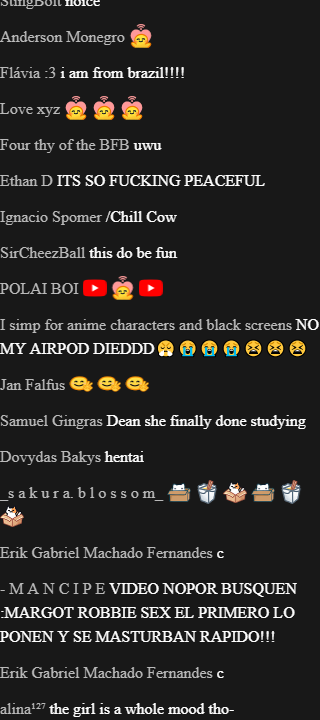 StingBolt noice
Anderson Monegro
Flávia :3 i am from brazil!!!!
Love xyz
Four thy of the BFB uwu
Ethan D ITS SO FUCKING PEACEFUL
Ignacio Spomer /Chill Cow
SirCheezBall this do be fun
POLAI BOI
I simp for anime characters and black screens NO
MY AIRPOD DIEDDD
Jan Falfus
Samuel Gingras Dean she finally done studying
Dovydas Bakys hentai
_s a k u r a. b l o s s o m_
Erik Gabriel Machado Fernandes c
- M A N C I P E VIDEO NOPOR BUSQUEN
:MARGOT ROBBIE SEX EL PRIMERO LO
PONEN Y SE MASTURBAN RAPIDO!!!
Erik Gabriel Machado Fernandes c
alina¹²⁷ the girl is a whole mood tho-